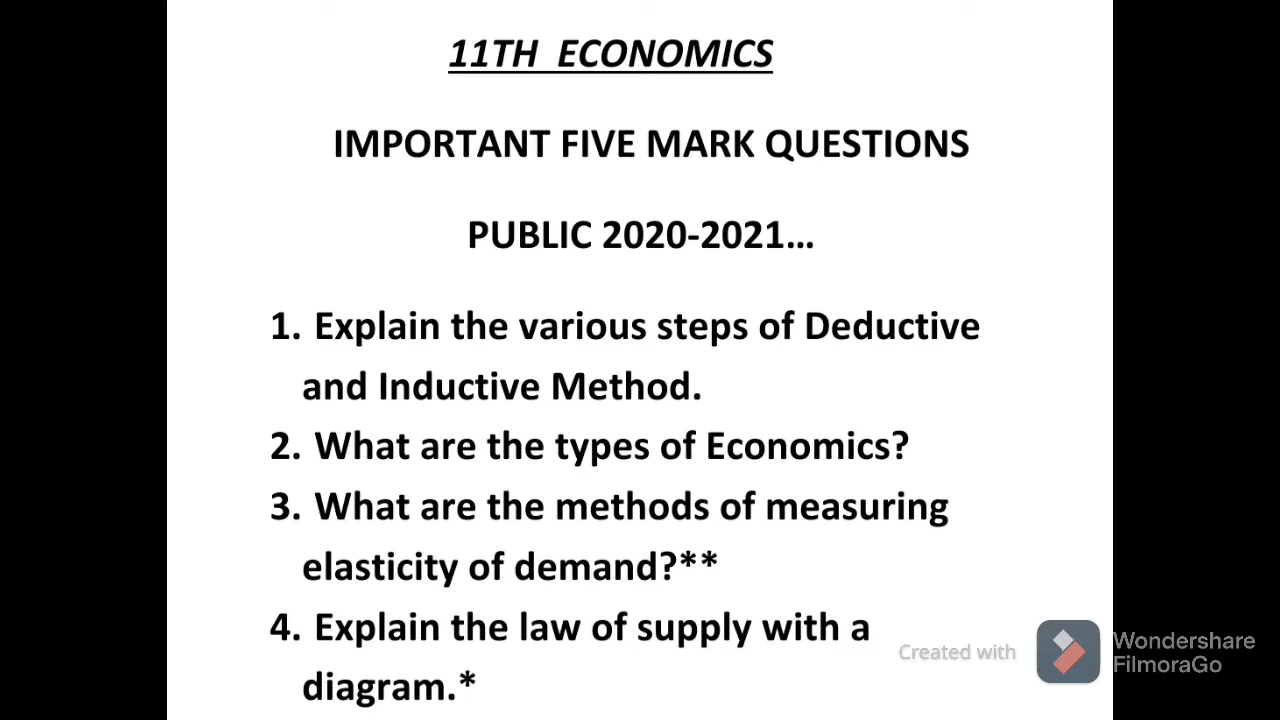 11TH ECONOMICS
IMPORTANT FIVE MARK QUESTIONS
PUBLIC 2020-2021...
1. Explain the various steps of Deductive
and Inductive Method.
2. What are the types of Economics?
3. What are the methods of measuring
elasticity of demand?**
4. Explain the law of supply with a
diagram.*
Created with
Wondershare
FilmoraGo